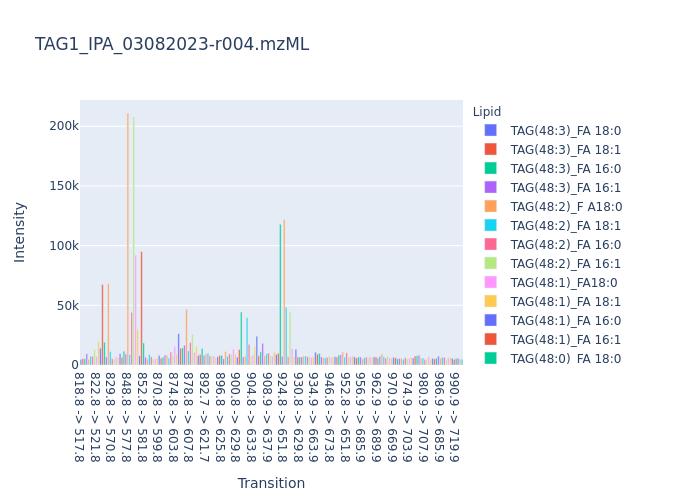 TAG1_IPA_03082023-r004.mzML
Lipid
TAG(48:3)_FA 18:0
TAG(48:3)_FA 18:1
TAG(48:3)_FA 16:0
TAG(48:3)_FA 16:1
TAG(48:2)_F A18:0
TAG(48:2)_FA 18:1
TAG(48:2)_FA 16:0
TAG(48:2)_FA 16:1
TAG(48:1)_FA18:0
TAG(48:1)_FA 18:1
TAG(48:1)_FA 16:0
TAG(48:1)_FA 16:1
TAG(48:0)_FA 18:0
Intensity
200k
150k
100k
50k
0
818.8 -> 517.8
822.8 -> 521.8
829.8 -> 570.8
848.8 -> 577.8
852.8 -> 581.8
870.8 -> 599.8
874.8 -> 603.8
878.8 -> 607.8
892.7 -> 621.7
896.8 -> 625.8
900.8 -> 629.8
904.8 -> 633.8
908.9 -> 637.9
924.8 -> 651.8
930.8 -> 629.8
934.9 -> 663.9
946.8 -> 673.8
952.8 -> 651.8
956.9 -> 685.9
962.9 -> 689.9
970.9 -> 669.9
974.9 -> 703.9
980.9 -> 707.9
986.9 -> 685.9
990.9 -> 719.9
Transition